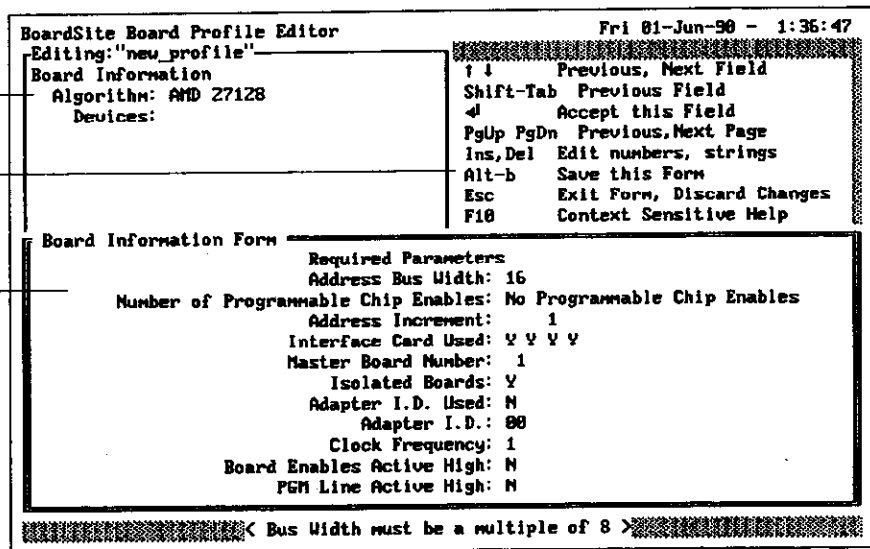 BoardSite Board Profile Editor
Fri 01-Jun-90 - 1:36:47
Editing:"new_profile"
Board Information
Algorithm: AMD 27128
Devices:
↑ ↓ Previous, Next Field
Shift-Tab Previous Field
◄┘ Accept this Field
PgUp PgDn Previous,Next Page
Ins,Del Edit numbers, strings
Alt-b Save this Form
Esc Exit Form, Discard Changes
F10 Context Sensitive Help
Board Information Form
Required Parameters
Address Bus Width: 16
Number of Programmable Chip Enables: No Programmable Chip Enables
Address Increment: 1
Interface Card Used: Y Y Y Y
Master Board Number: 1
Isolated Boards: Y
Adapter I.D. Used: N
Adapter I.D.: 00
Clock Frequency: 1
Board Enables Active High: N
PGM Line Active High: N
< Bus Width must be a multiple of 8 >